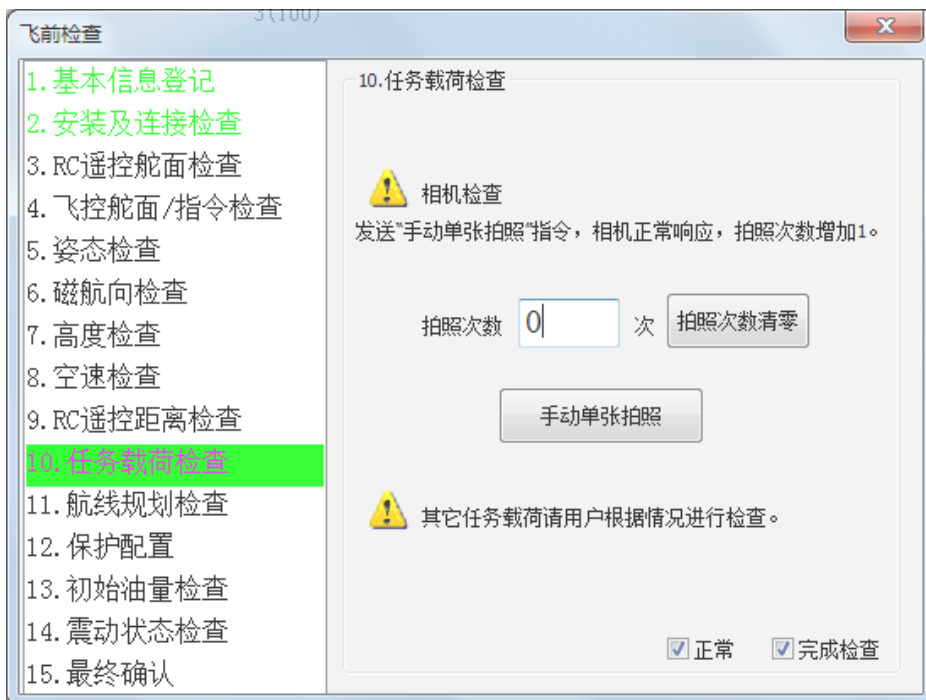 3(100)
飞前检查
1.基本信息登记
2.安装及连接检查
3.RC遥控舵面检查
4.飞控舵面/指令检查
5.姿态检查
6.磁航向检查
7.高度检查
8.空速检查
9.RC遥控距离检查
10.任务载荷检查
11.航线规划检查
12.保护配置
13.初始油量检查
14.震动状态检查
15.最终确认
10.任务载荷检查
相机检查
发送"手动单张拍照"指令，相机正常响应，拍照次数增加1。
拍照次数 0 次 拍照次数清零
手动单张拍照
其它任务载荷请用户根据情况进行检查。
正常 完成检查